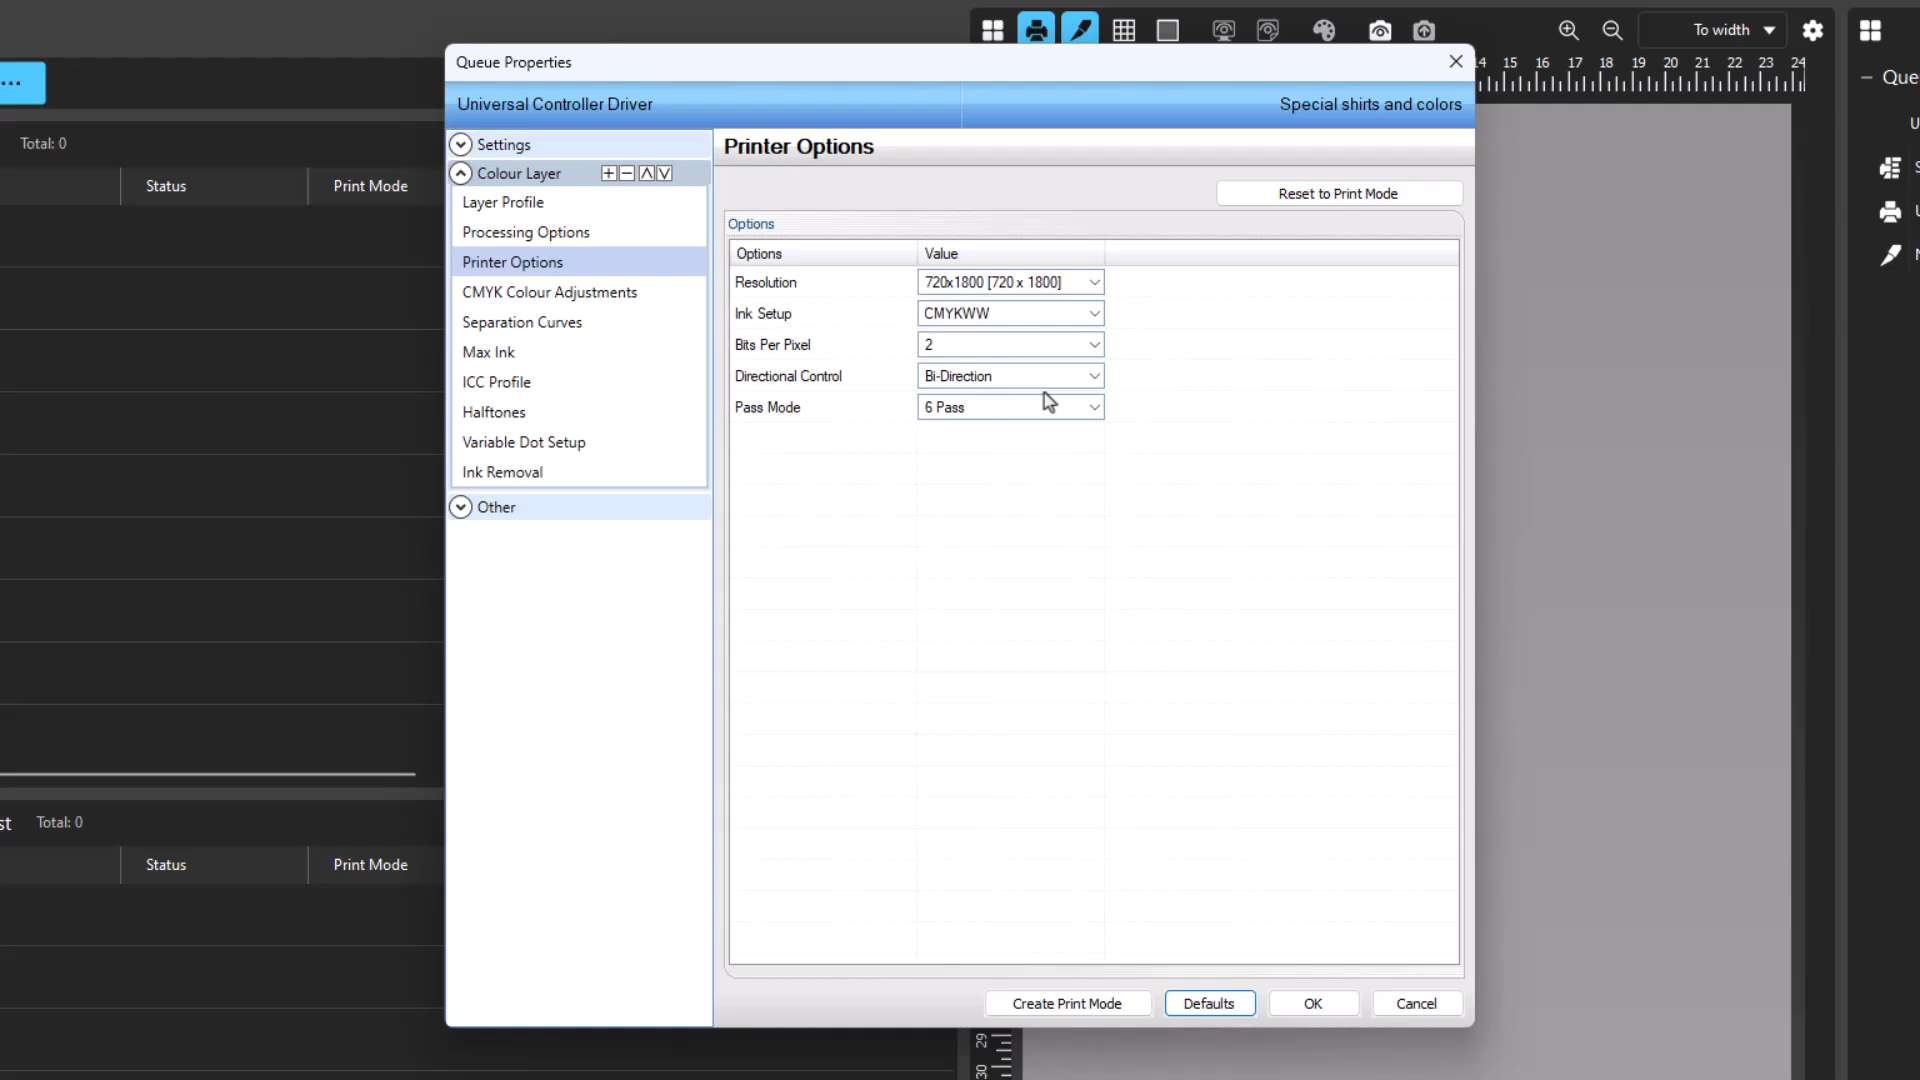 To width
14 15 16 17 18 19 20 21 22 23 24
Que
U
S
U
N
...
Total: 0
Status
Print Mode
st
Total: 0
Status
Print Mode
Queue Properties
Universal Controller Driver
Special shirts and colors
Settings
Colour Layer
Layer Profile
Processing Options
Printer Options
CMYK Colour Adjustments
Separation Curves
Max Ink
ICC Profile
Halftones
Variable Dot Setup
Ink Removal
Other
Printer Options
Reset to Print Mode
Options
Options Value
Resolution 720x1800 [720 x 1800]
Ink Setup CMYKWW
Bits Per Pixel 2
Directional Control Bi-Direction
Pass Mode 6 Pass
Create Print Mode
Defaults
OK
Cancel
29
30